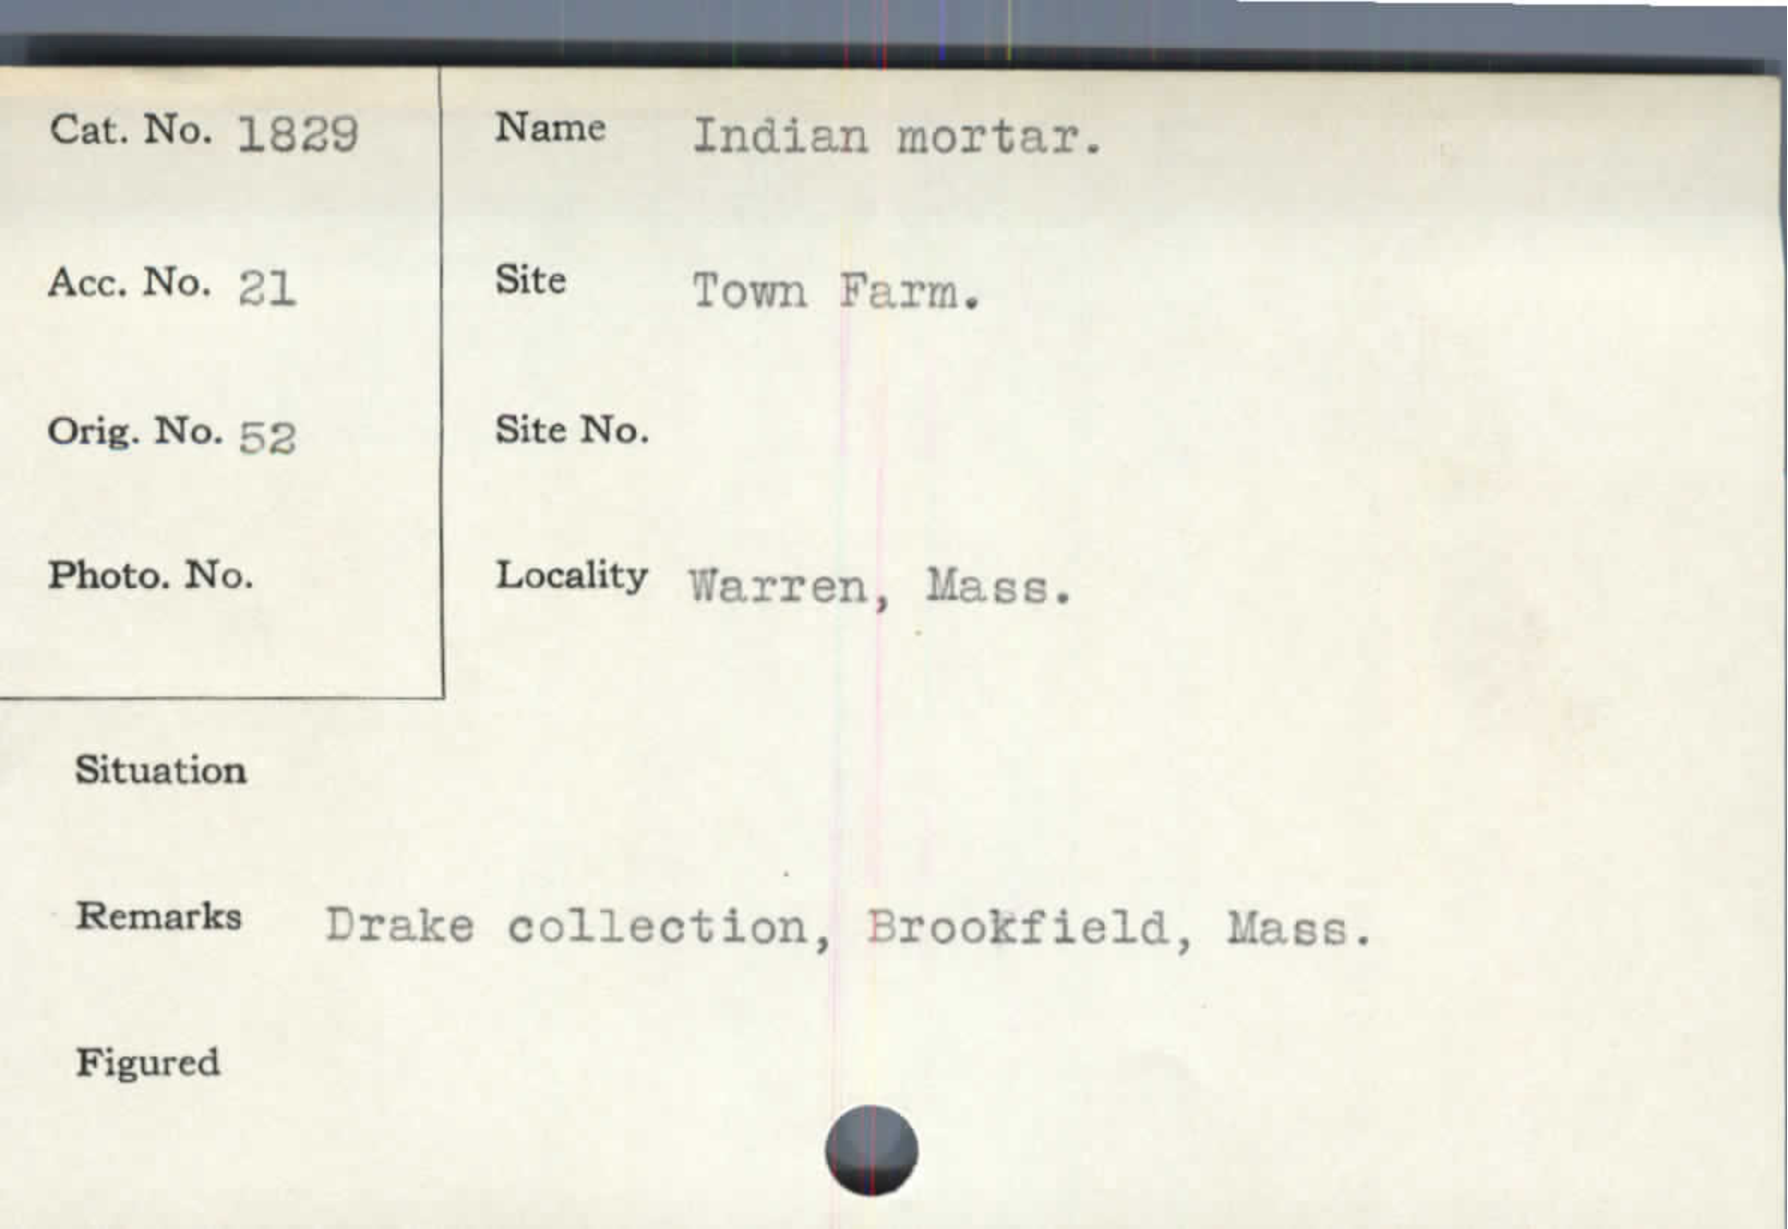 Cat. No. 1829
Acc. No. 21
Orig. No. 52
Photo. No.
Name Indian mortar.
Site Town Farm.
Site No.
Locality Warren, Mass.
Situation
Remarks Drake collection, Brookfield, Mass.
Figured